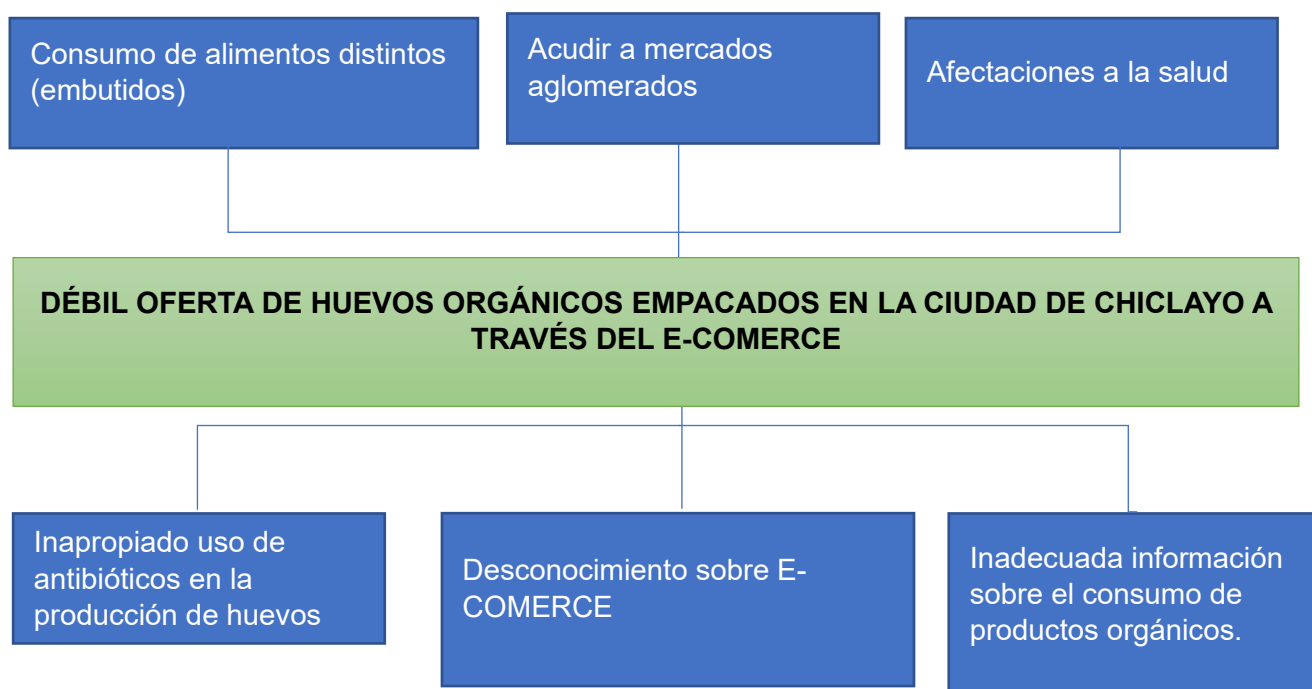 Consumo de alimentos distintos
(embutidos)
Acudir a mercados
aglomerados
Afectaciones a la salud
DÉBIL OFERTA DE HUEVOS ORGÁNICOS EMPACADOS EN LA CIUDAD DE CHICLAYO A
TRAVÉS DEL E-COMERCE
Inapropiado uso de
antibióticos en la
producción de huevos
Desconocimiento sobre E-
COMERCE
Inadecuada información
sobre el consumo de
productos orgánicos.